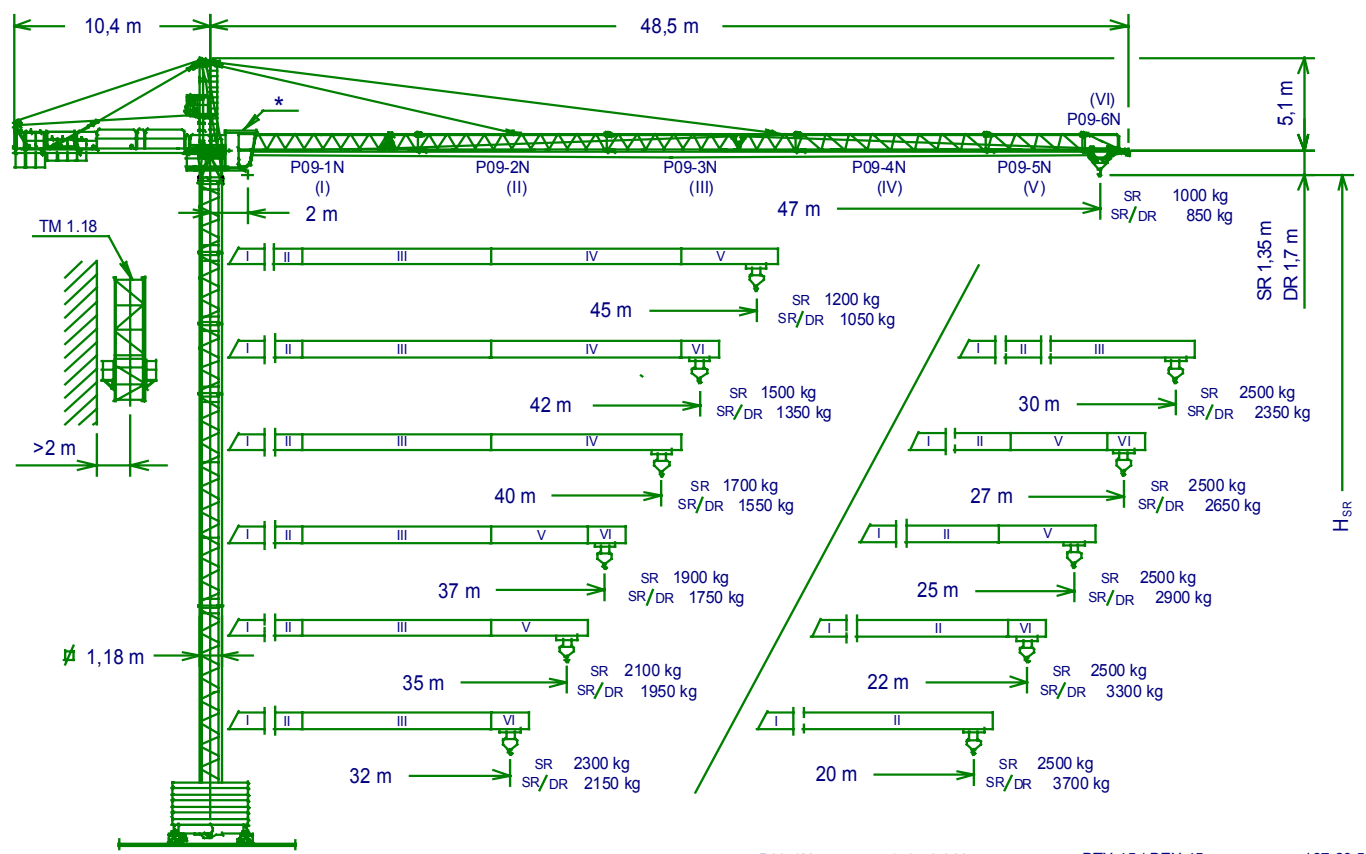 10,4 m
48,5 m
*
(VI)
P09-6N
5,1 m
P09-1N
(I)
P09-2N
(II)
P09-3N
(III)
P09-4N
(IV)
P09-5N
(V)
2 m
47 m
SR 1000 kg
SR/DR 850 kg
SR 1,35 m
DR 1,7 m
HSR
TM 1.18
>2 m
1,18 m
I II III IV V
45 m
SR 1200 kg
SR/DR 1050 kg
I II III IV VI
42 m
SR 1500 kg
SR/DR 1350 kg
I II III IV
40 m
SR 1700 kg
SR/DR 1550 kg
I II III V VI
37 m
SR 1900 kg
SR/DR 1750 kg
I II III V
35 m
SR 2100 kg
SR/DR 1950 kg
I II III VI
32 m
SR 2300 kg
SR/DR 2150 kg
I II III
30 m
SR 2500 kg
SR/DR 2350 kg
I II V VI
27 m
SR 2500 kg
SR/DR 2650 kg
I II V
25 m
SR 2500 kg
SR/DR 2900 kg
I II VI
22 m
SR 2500 kg
SR/DR 3300 kg
I II
20 m
SR 2500 kg
SR/DR 3700 kg